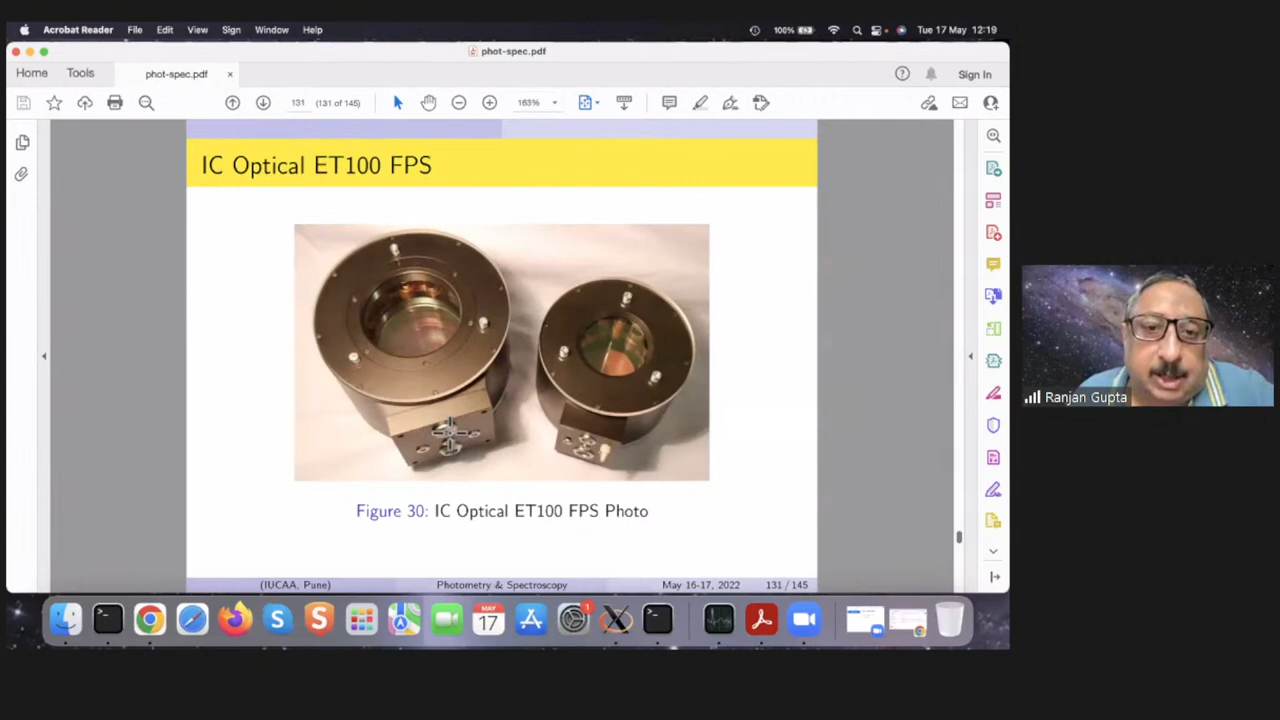 Acrobat Reader File Edit View Sign Window Help 100% Tue 17 May 12:19
phot-spec.pdf
Home Tools phot-spec.pdf × Sign In
131 (131 of 145) 163%
IC Optical ET100 FPS
Figure 30: IC Optical ET100 FPS Photo
(IUCAA, Pune) Photometry & Spectroscopy May 16-17, 2022 131 / 145
Ranjan Gupta
MAY
17
1